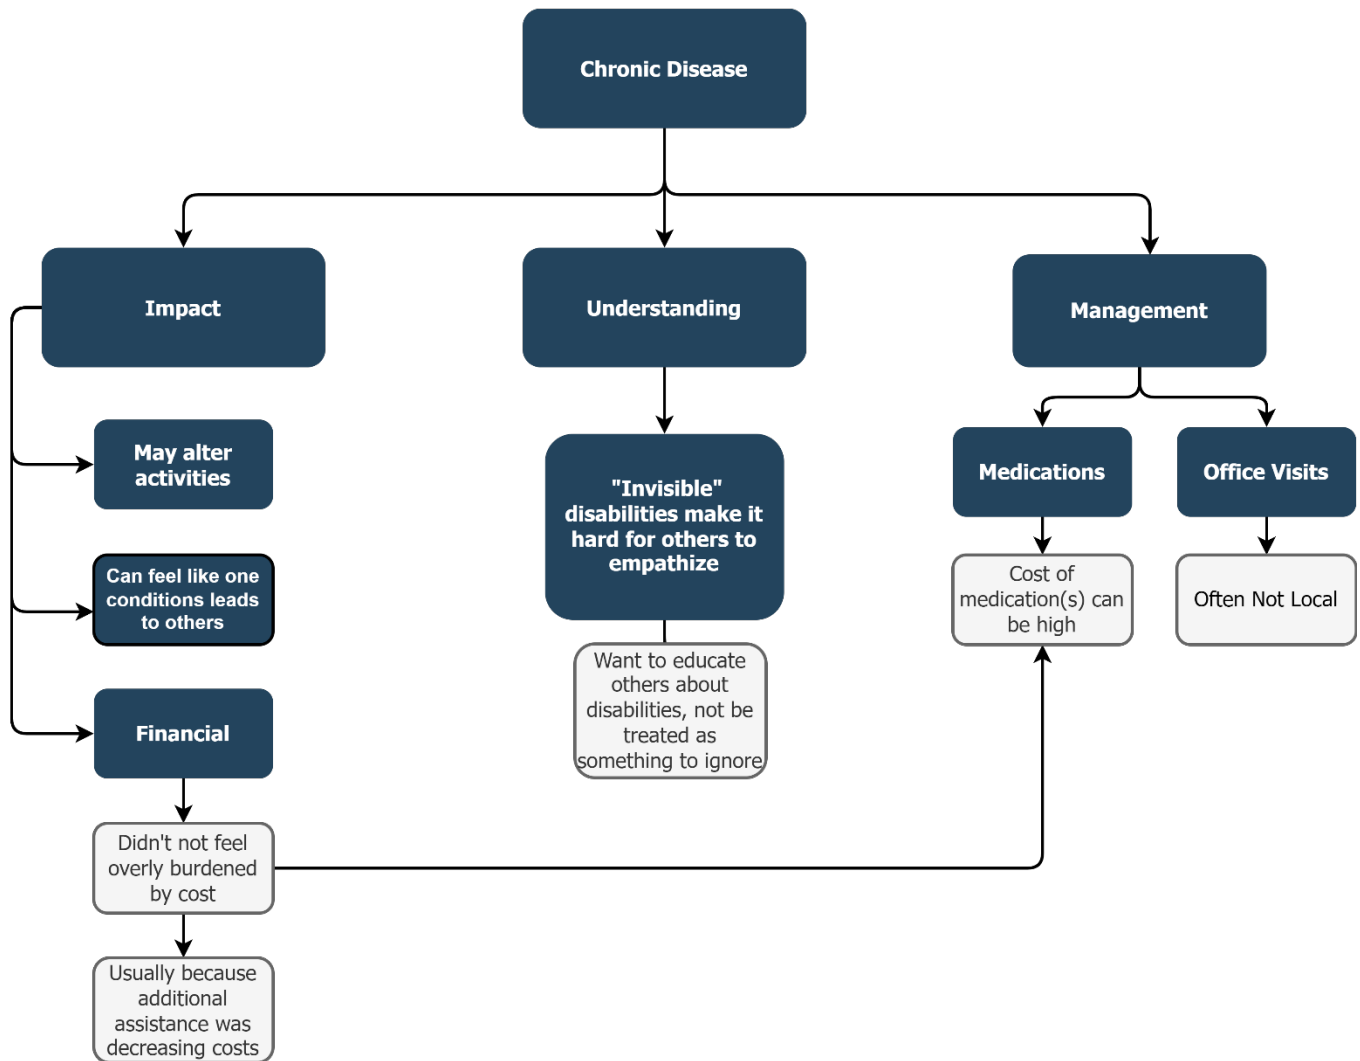 Chronic Disease
Impact
Understanding
Management
May alter
activities
"Invisible"
disabilities make it
hard for others to
empathize
Medications
Office Visits
Can feel like one
conditions leads
to others
Cost of
medication(s) can
be high
Often Not Local
Want to educate
others about
disabilities, not be
treated as
something to ignore
Financial
Didn't not feel
overly burdened
by cost
Usually because
additional
assistance was
decreasing costs